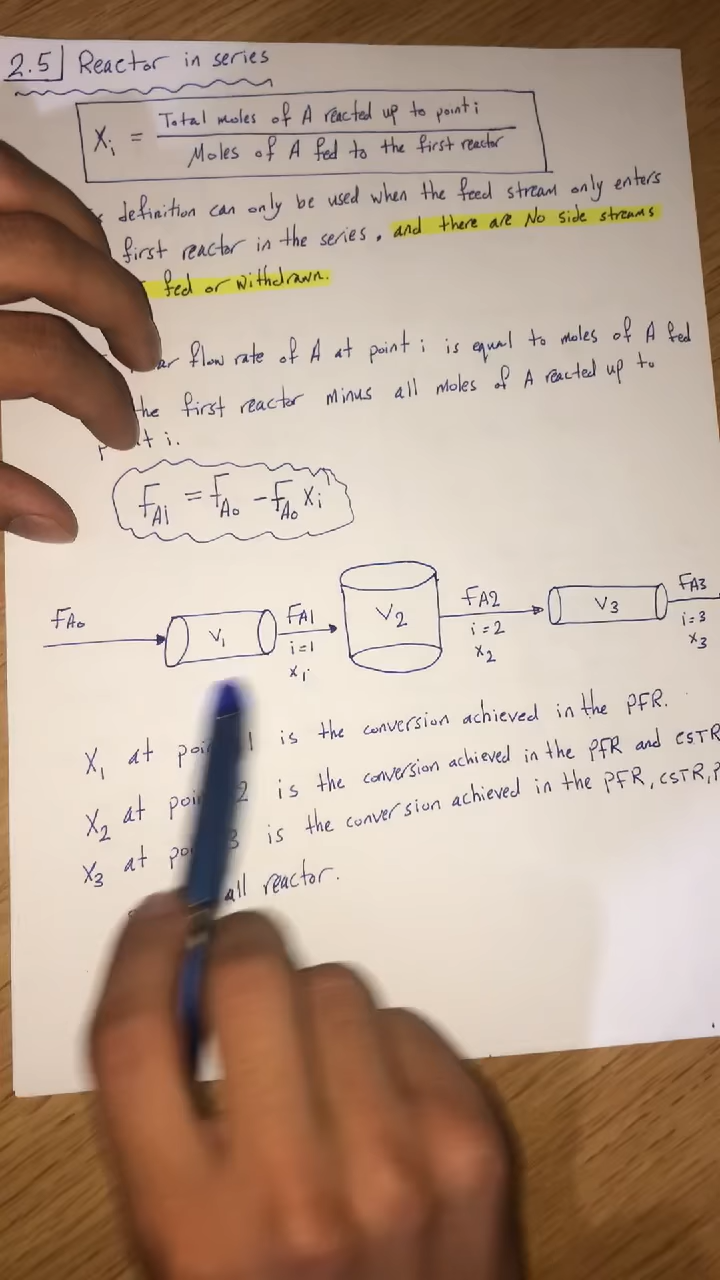 2.5 Reactor in series
Xi = Total moles of A reacted up to point i / Moles of A fed to the first reactor
definition can only be used when the feed stream only enters
first reactor in the series, and there are No side streams
fed or withdrawn.
flow rate of A at point i is equal to moles of A fed
the first reactor minus all moles of A reacted up to
i.
FAi = FAo - FAo Xi
FAo V1 FA1 i=1 X1 V2 FA2 i=2 X2 V3 FA3 i=3 X3
X1 at 1 is the conversion achieved in the PFR.
X2 at 2 is the conversion achieved in the PFR and CSTR
X3 at 3 is the conversion achieved in the PFR, CSTR,
all reactor.